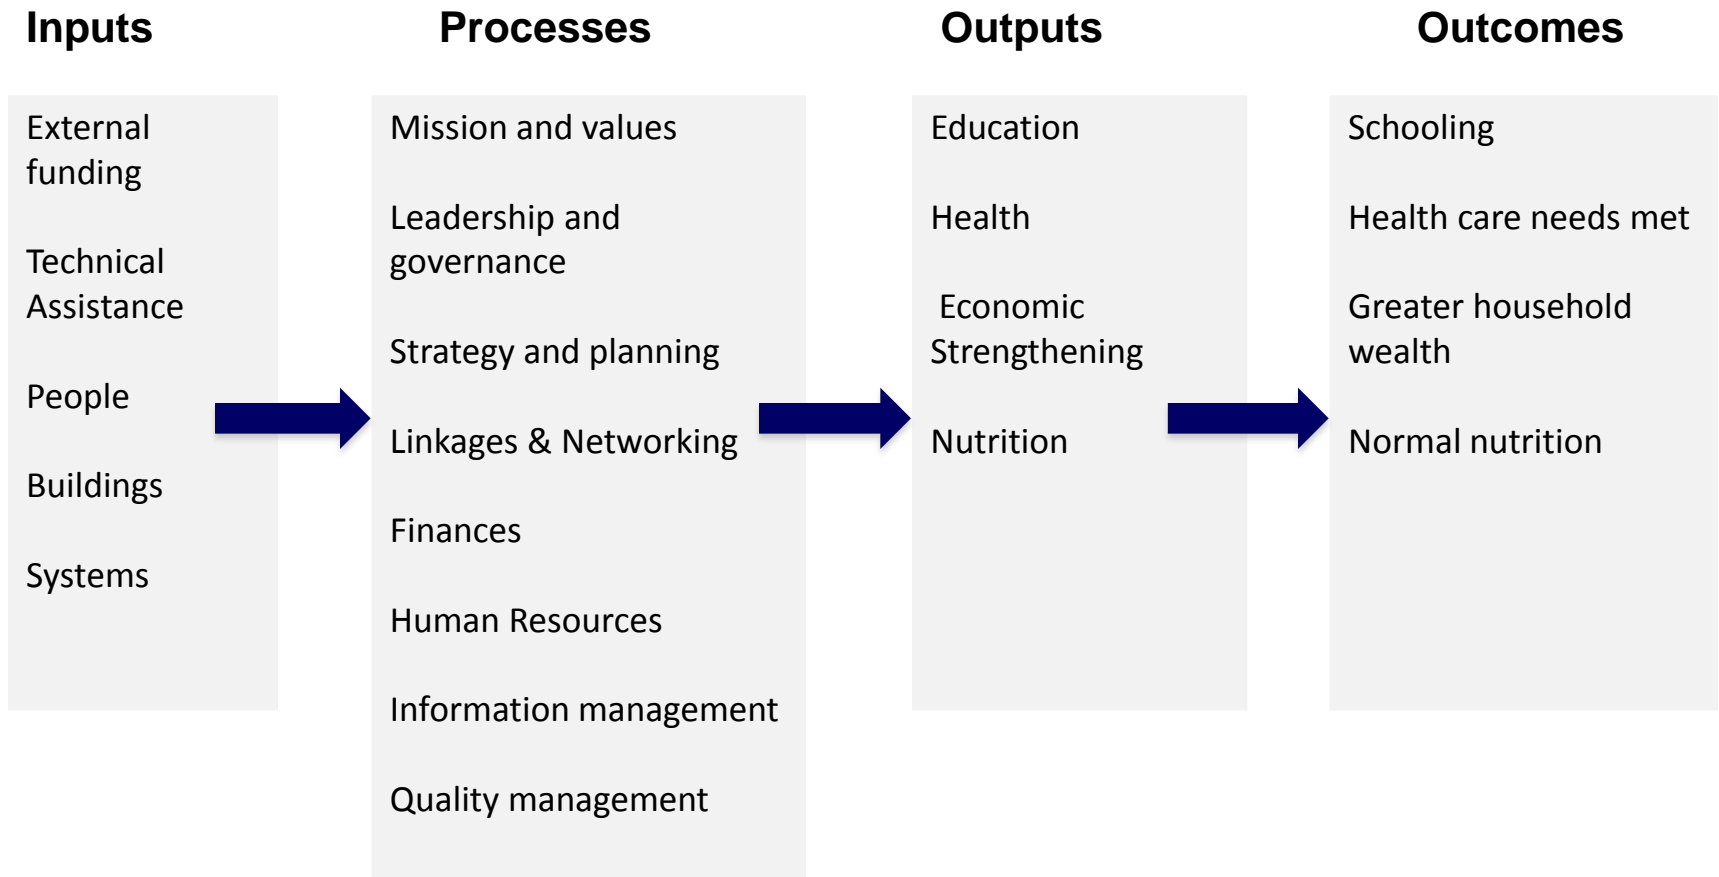 Inputs
Processes
Outputs
Outcomes
External
funding
Technical
Assistance
People
Buildings
Systems
Mission and values
Leadership and
governance
Strategy and planning
Linkages & Networking
Finances
Human Resources
Information management
Quality management
Education
Health
Economic
Strengthening
Nutrition
Schooling
Health care needs met
Greater household
wealth
Normal nutrition